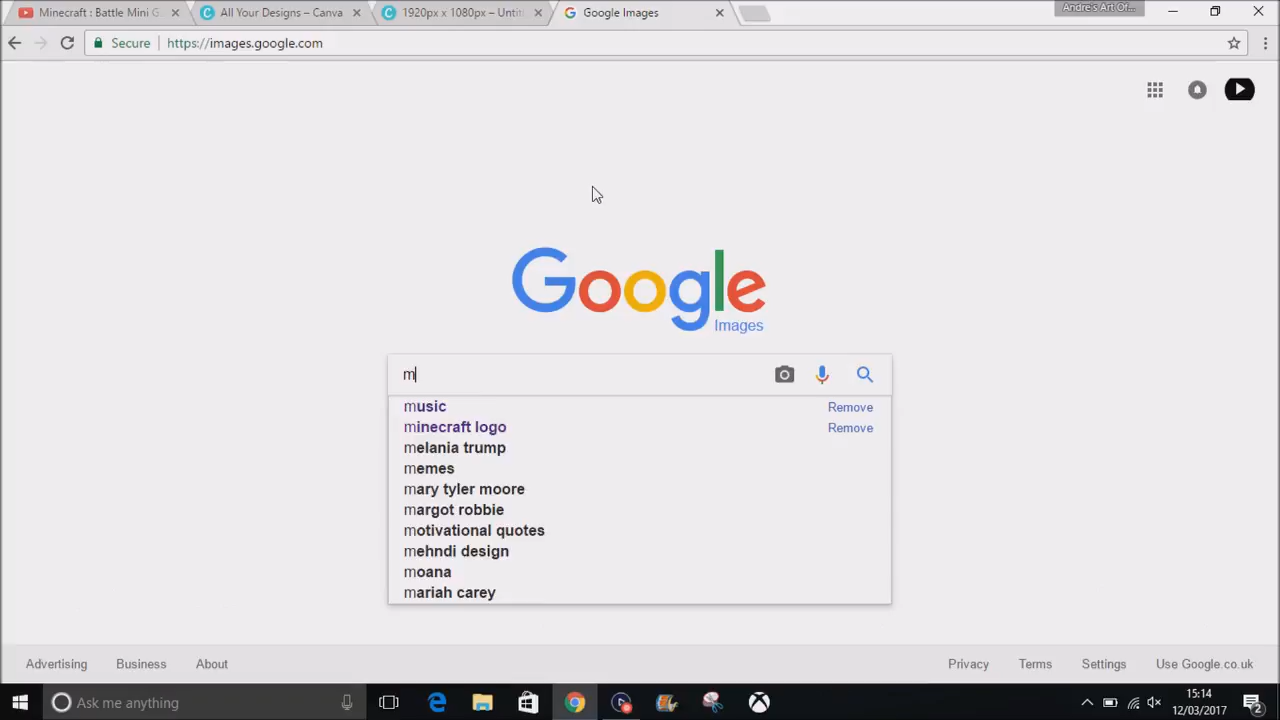 Minecraft : Battle Mini G
All Your Designs – Canva
1920px x 1080px – Unti
Google Images
Andre's Art Of...
Secure
https://images.google.com
Google
Images
m
music Remove
minecraft logo Remove
melania trump
memes
mary tyler moore
margot robbie
motivational quotes
mehndi design
moana
mariah carey
Advertising Business About Privacy Terms Settings Use Google.co.uk
Ask me anything
15:14
12/03/2017
2